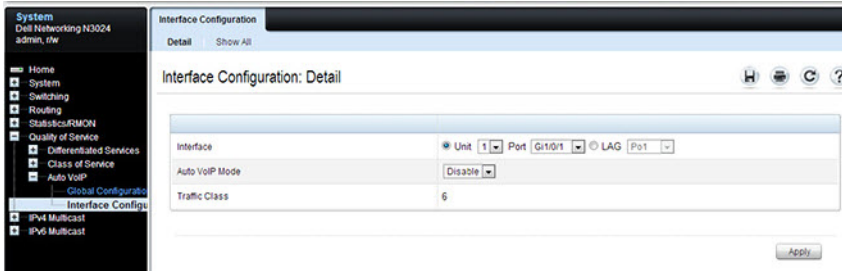 System
Dell Networking N3024
admin, r/w
Home
System
Switching
Routing
Statistics/RMON
Quality of Service
Differentiated Services
Class of Service
Auto VoIP
Global Configuratio
Interface Configu
IPv4 Multicast
IPv6 Multicast
Interface Configuration
Detail Show All
Interface Configuration: Detail
Interface Unit 1 Port Gi1/0/1 LAG Po1
Auto VoIP Mode Disable
Traffic Class 6
Apply